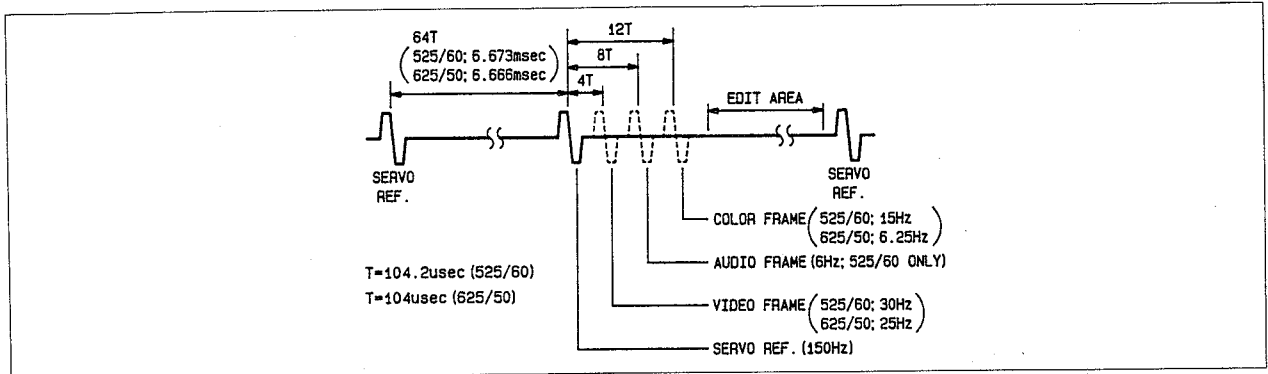 64T
(525/60; 6.673msec
625/50; 6.666msec)
12T
8T
4T
EDIT AREA
SERVO
REF.
SERVO
REF.
COLOR FRAME (525/60; 15Hz
625/50; 6.25Hz)
AUDIO FRAME (6Hz; 525/60 ONLY)
T=104.2usec (525/60)
T=104usec (625/50)
VIDEO FRAME (525/60; 30Hz
625/50; 25Hz)
SERVO REF. (150Hz)